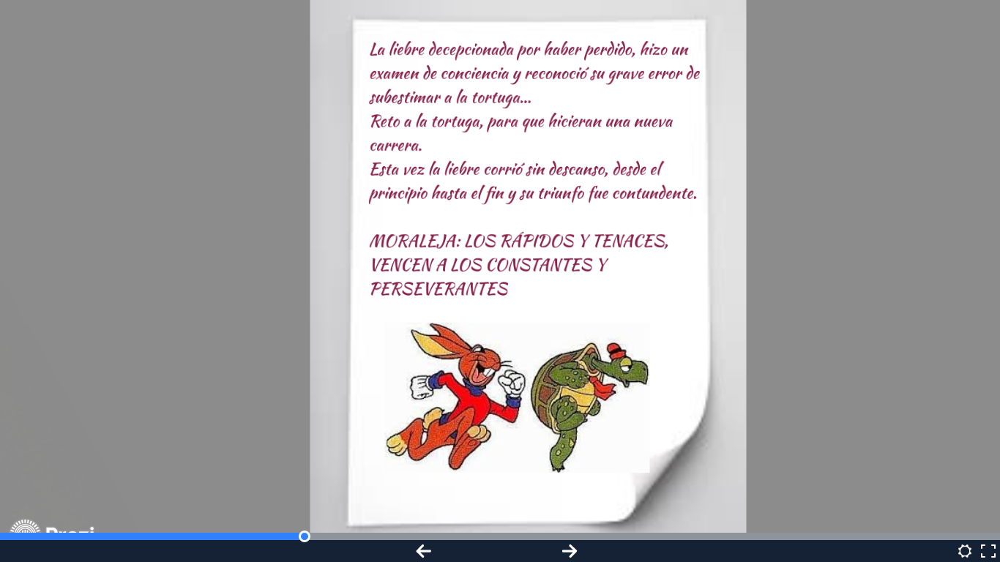 La liebre decepcionada por haber perdido, hizo un
examen de conciencia y reconoció su grave error de
subestimar a la tortuga...
Reto a la tortuga, para que hicieran una nueva
carrera.
Esta vez la liebre corrió sin descanso, desde el
principio hasta el fin y su triunfo fue contundente.
MORALEJA: LOS RÁPIDOS Y TENACES,
VENCEN A LOS CONSTANTES Y
PERSEVERANTES
Prezi